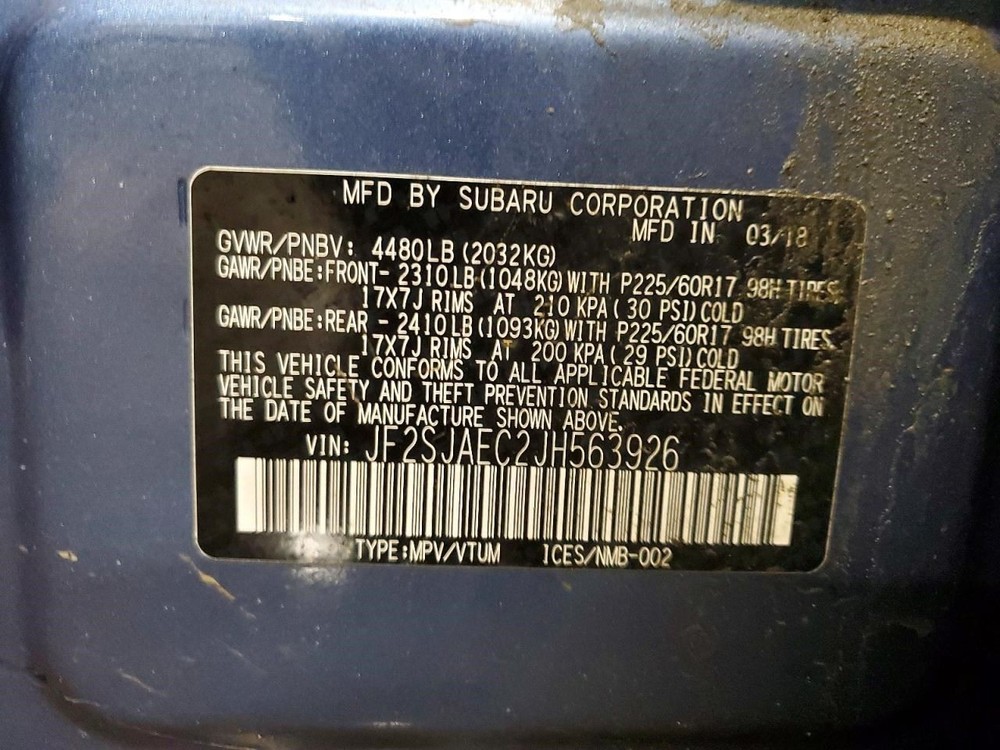 MFD BY SUBARU CORPORATION
MFD IN 03/18
GVWR/PNBV: 4480LB (2032KG)
GAWR/PNBE:FRONT- 2310LB (1048KG) WITH P225/60R17 98H TIRES
17X7J RIMS AT 210 KPA ( 30 PSI) COLD
GAWR/PNBE:REAR - 2410LB (1093KG) WITH P225/60R17 98H TIRES
17X7J RIMS AT 200 KPA ( 29 PSI) COLD
THIS VEHICLE CONFORMS TO ALL APPLICABLE FEDERAL MOTOR
VEHICLE SAFETY AND THEFT PREVENTION STANDARDS IN EFFECT ON
THE DATE OF MANUFACTURE SHOWN ABOVE.
VIN: JF2SJAEC2JH563926
TYPE:MPV/VTUM ICES/NMB-002